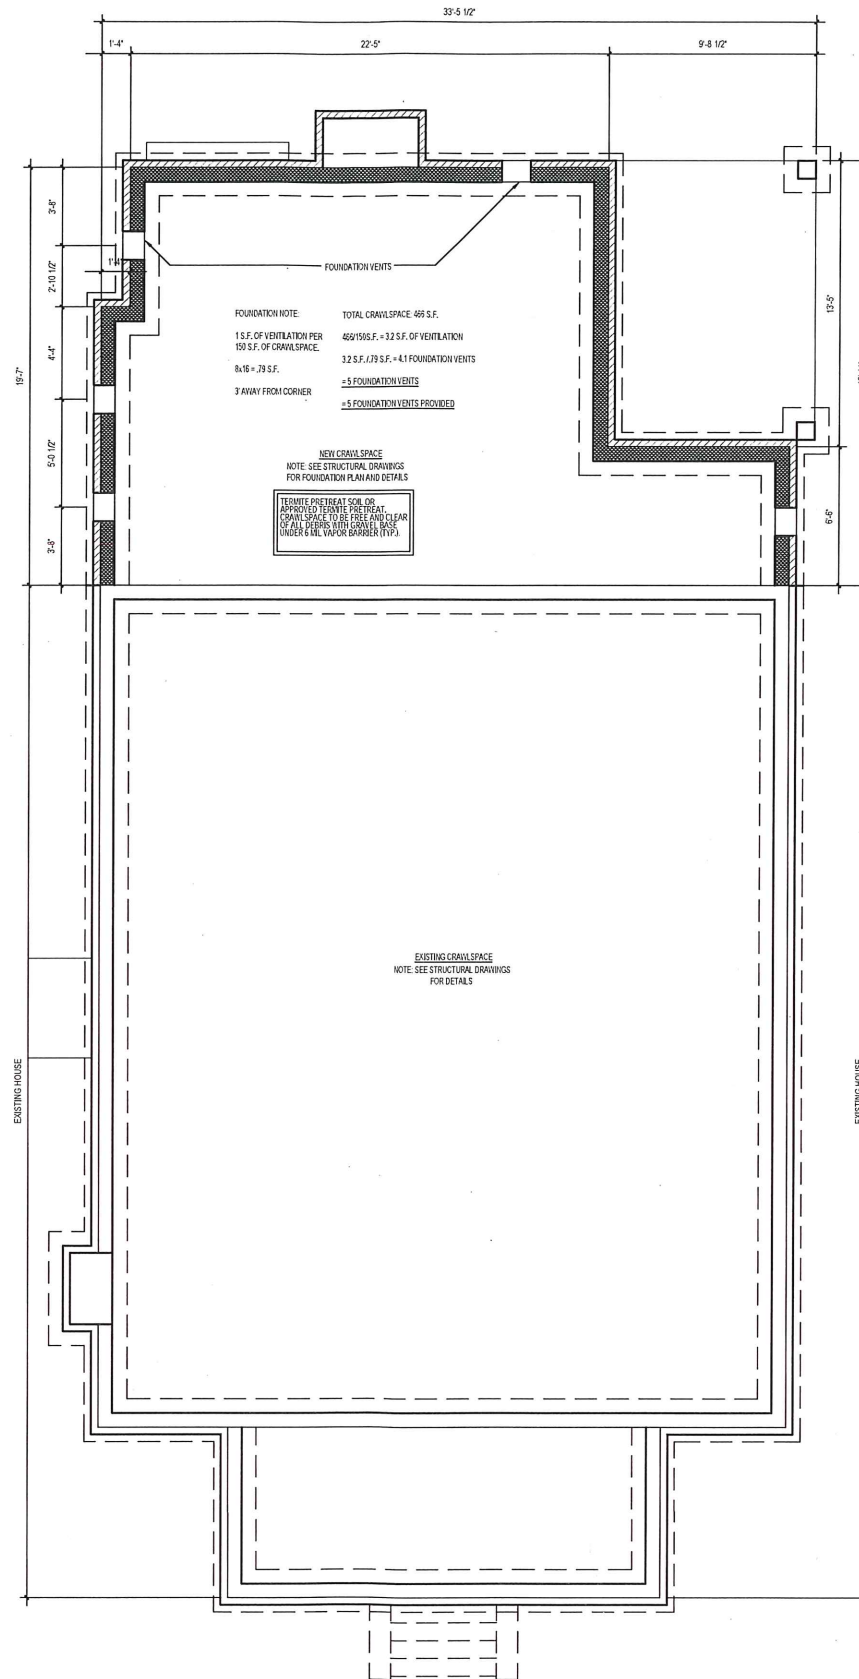 33'-5 1/2"
1'-4"
22'-5"
9'-8 1/2"
3'-8"
2'-10 1/2"
1'-4"
4'-4"
5'-0 1/2"
3'-8"
19'-7"
13'-5"
6'-6"
FOUNDATION VENTS
FOUNDATION NOTE:
1 S.F. OF VENTILATION PER
150 S.F. OF CRAWLSPACE.
8x16 = .79 S.F.
3' AWAY FROM CORNER
TOTAL CRAWLSPACE: 466 S.F.
466/150S.F. = 3.2 S.F. OF VENTILATION
3.2 S.F. /.79 S.F. = 4.1 FOUNDATION VENTS
= 5 FOUNDATION VENTS
= 5 FOUNDATION VENTS PROVIDED
NEW CRAWLSPACE
NOTE: SEE STRUCTURAL DRAWINGS
FOR FOUNDATION PLAN AND DETAILS
TERMITE PRETREAT SOIL OR
APPROVED TERMITE PRETREAT.
CRAWLSPACE TO BE FREE AND CLEAR
OF ALL DEBRIS WITH GRAVEL BASE
UNDER 6 MIL VAPOR BARRIER (TYP.).
EXISTING CRAWLSPACE
NOTE: SEE STRUCTURAL DRAWINGS
FOR DETAILS
EXISTING HOUSE
EXISTING HOUSE